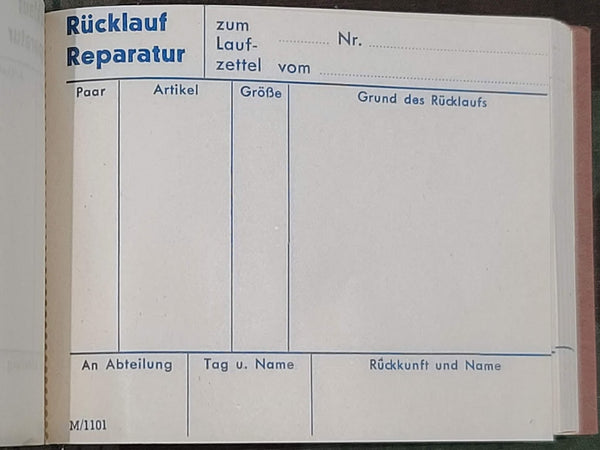 Rücklauf
Reparatur
zum
Lauf-
zettel vom
Nr.
Paar Artikel Größe Grund des Rücklaufs
An Abteilung Tag u. Name Rückkunft und Name
M/1101